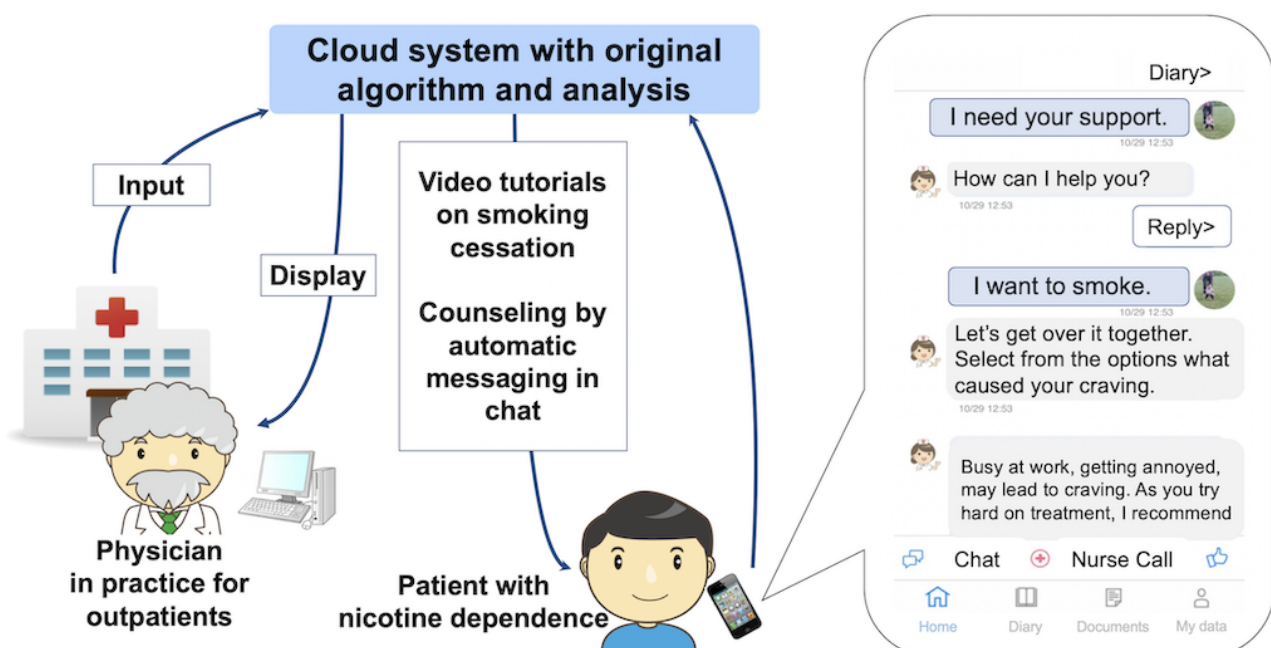 Cloud system with original
algorithm and analysis
Input
Display
Video tutorials
on smoking
cessation
Counseling by
automatic
messaging in
chat
Physician
in practice for
outpatients
Patient with
nicotine dependence
Diary>
I need your support.
10/29 12:53
How can I help you?
10/29 12:53
Reply>
I want to smoke.
10/29 12:53
Let's get over it together.
Select from the options what
caused your craving.
10/29 12:53
Busy at work, getting annoyed,
may lead to craving. As you try
hard on treatment, I recommend
Chat Nurse Call
Home Diary Documents My data